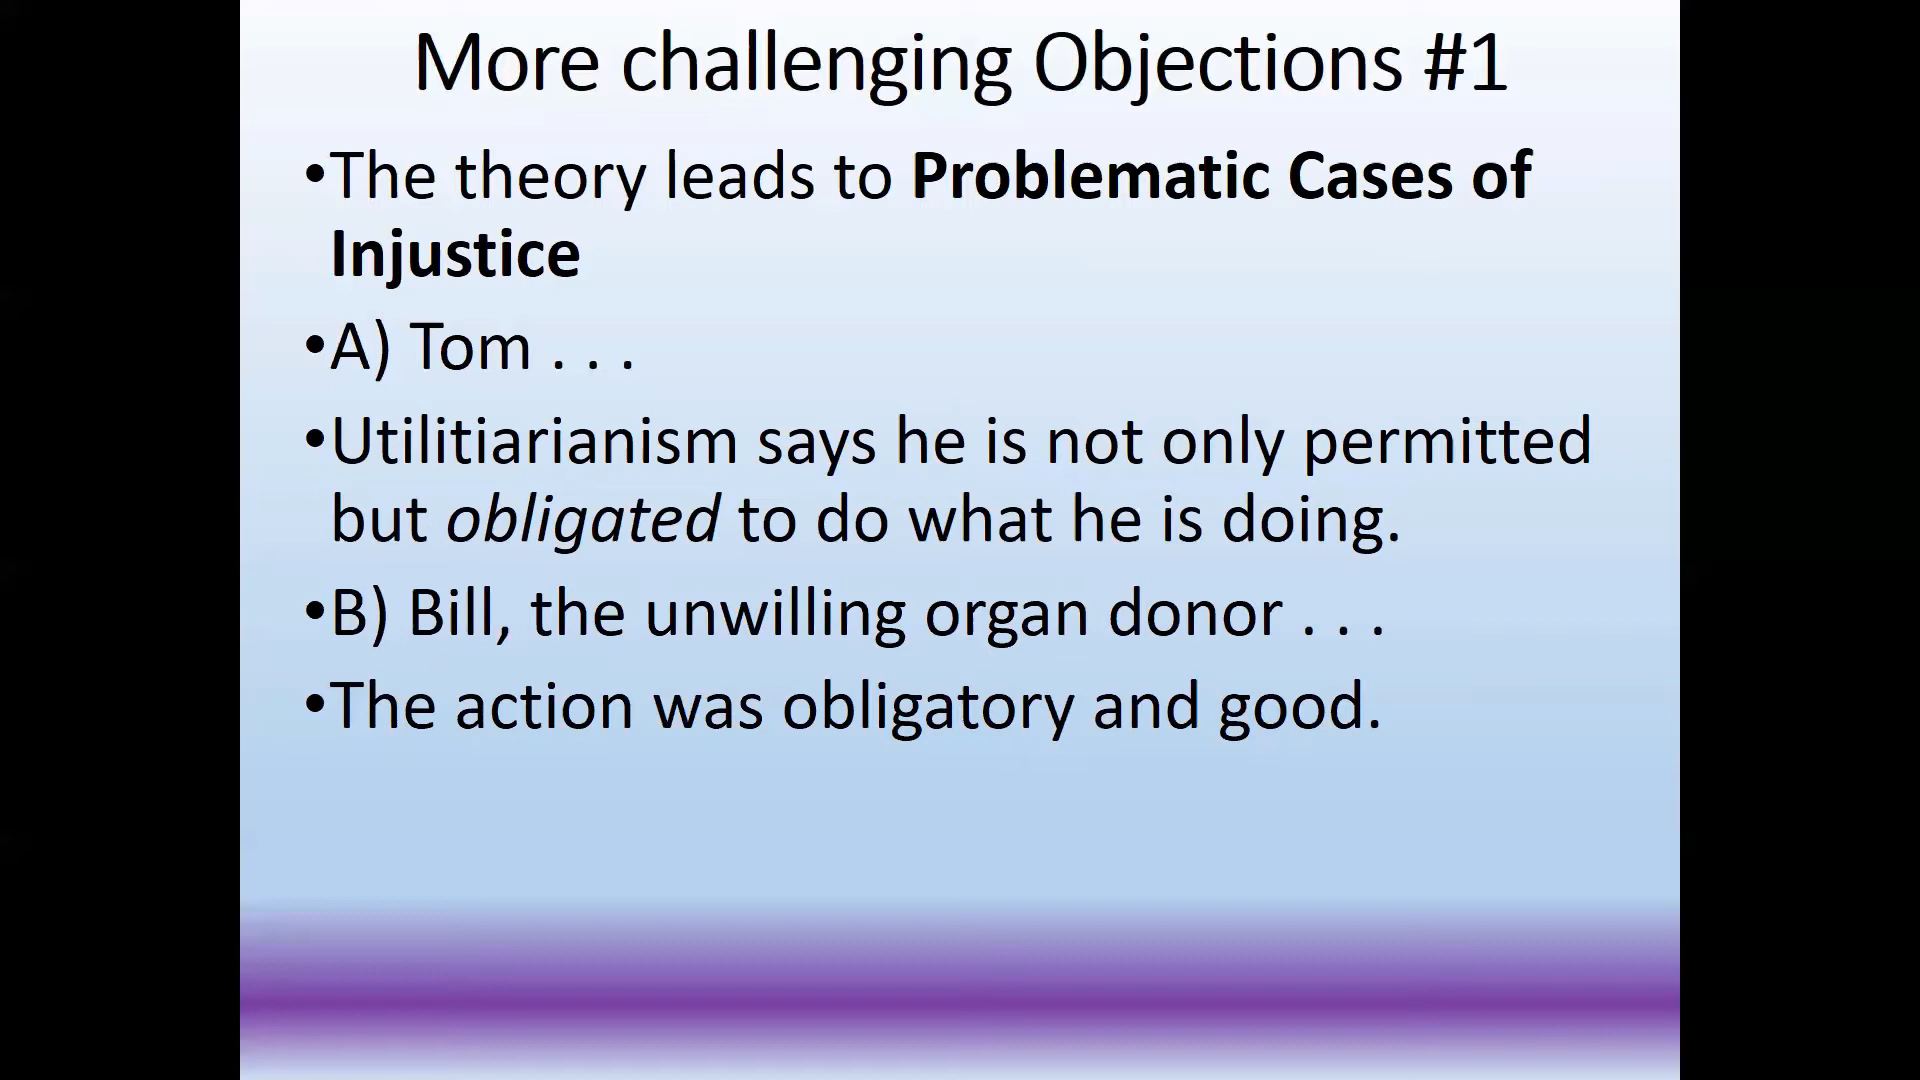 More challenging Objections #1
•The theory leads to Problematic Cases of
Injustice
•A) Tom . . .
•Utilitiarianism says he is not only permitted
but obligated to do what he is doing.
•B) Bill, the unwilling organ donor . . .
•The action was obligatory and good.